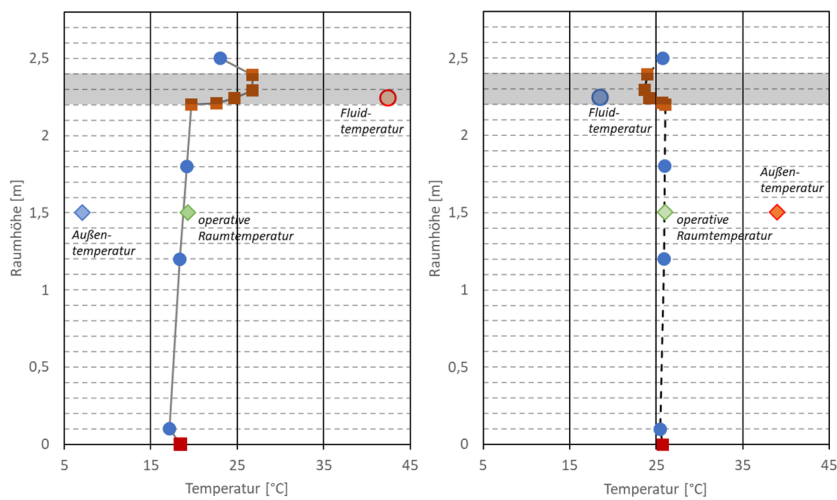 2,5
2
1,5
1
0,5
0
Raumhöhe [m]
Fluid-
temperatur
Außen-
temperatur
operative
Raumtemperatur
5
15
25
35
45
Temperatur [°C]
2,5
2
1,5
1
0,5
0
Raumhöhe [m]
Fluid-
temperatur
Außen-
temperatur
operative
Raumtemperatur
5
15
25
35
45
Temperatur [°C]